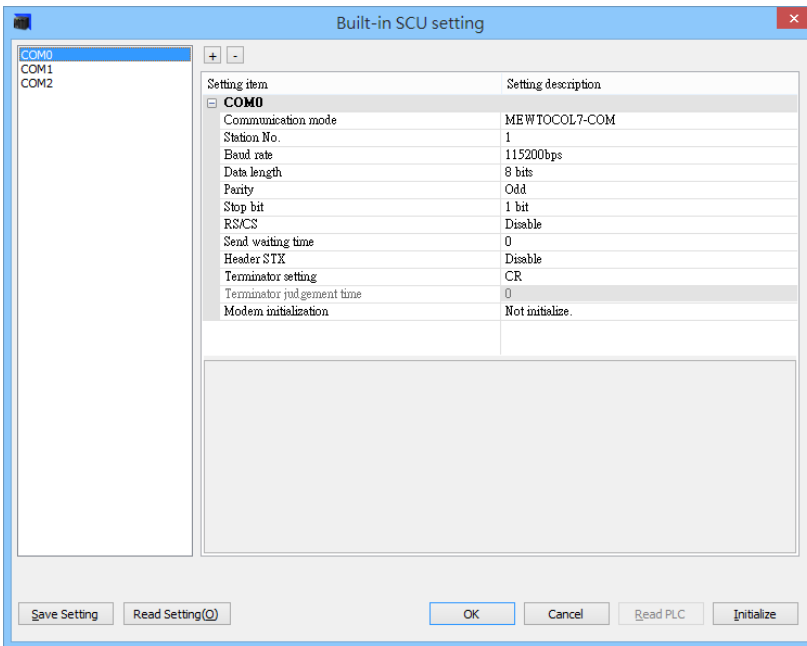 Built-in SCU setting
COM0
COM1
COM2
+ -
Setting item Setting description
COM0
Communication mode MEWTOCOL7-COM
Station No. 1
Baud rate 115200bps
Data length 8 bits
Parity Odd
Stop bit 1 bit
RS/CS Disable
Send waiting time 0
Header STX Disable
Terminator setting CR
Terminator judgement time 0
Modem initialization Not initialize.
Save Setting Read Setting(O) OK Cancel Read PLC Initialize